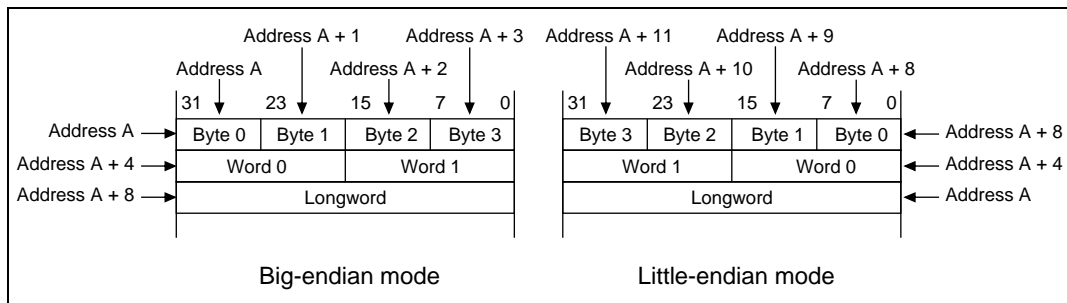 Address A + 1 Address A + 3 Address A + 11 Address A + 9
Address A Address A + 2 Address A + 10 Address A + 8
31 23 15 7 0 31 23 15 7 0
Address A Byte 0 Byte 1 Byte 2 Byte 3 Byte 3 Byte 2 Byte 1 Byte 0 Address A + 8
Address A + 4 Word 0 Word 1 Word 1 Word 0 Address A + 4
Address A + 8 Longword Longword Address A
Big-endian mode Little-endian mode